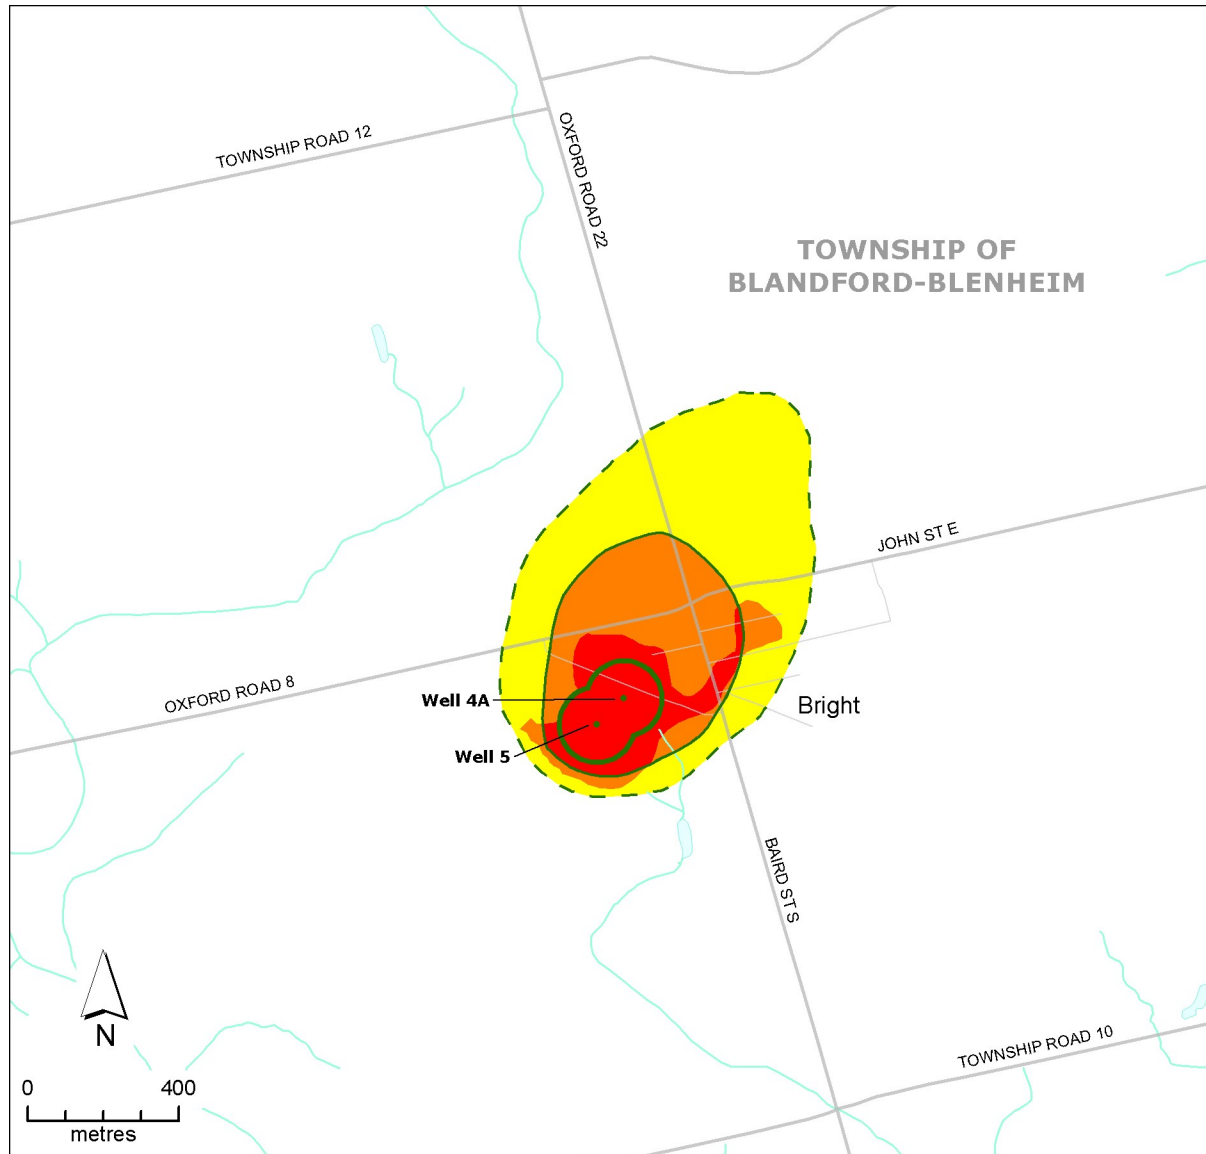 TOWNSHIP ROAD 12
OXFORD ROAD 22
TOWNSHIP OF
BLANDFORD-BLENHEIM
JOHN ST E
OXFORD ROAD 8
Well 4A
Bright
Well 5
BAIRD ST S
N
TOWNSHIP ROAD 10
0 400
metres